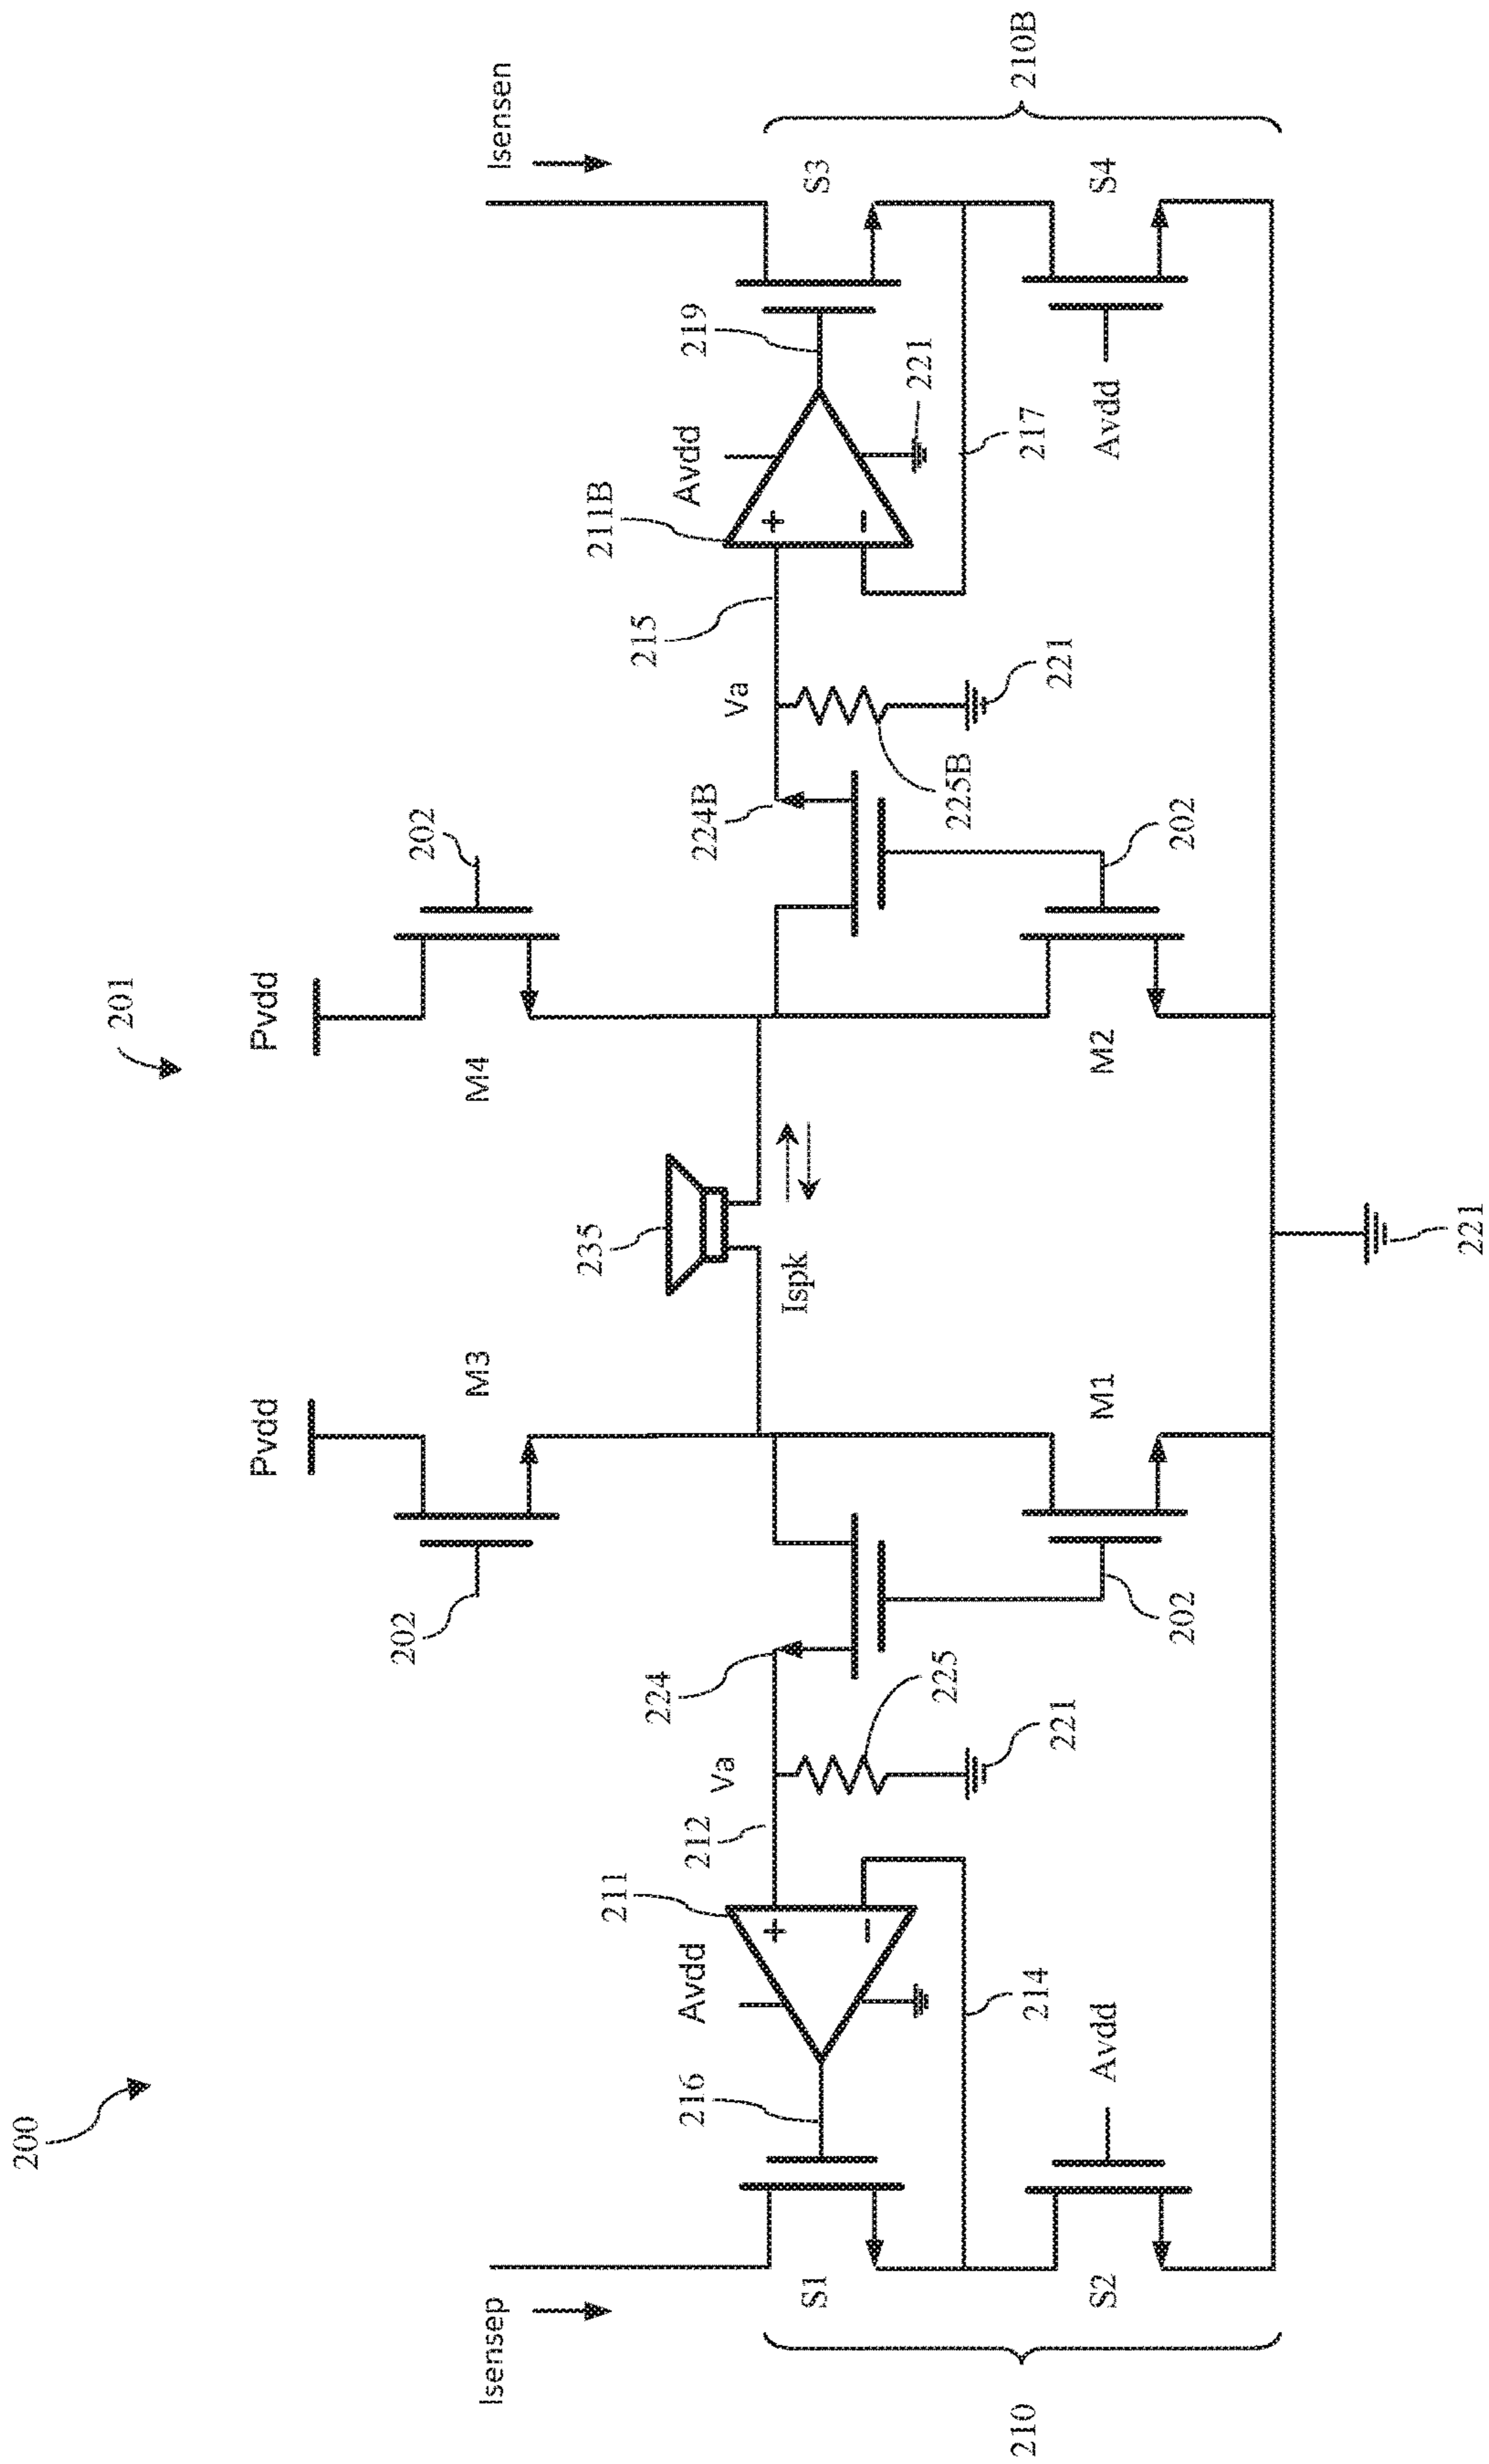 200
201
Pvdd
Pvdd
202
M3
M4
202
Isensep
235
Isensen
211
Avdd
224
224B
215
211B
Avdd
219
216
212
Va
Ispk
Va
S1
+
+
S3
-
-
221
225
225B
214
221
221
217
210
S2
Avdd
202
M1
M2
202
Avdd
S4
210B
221